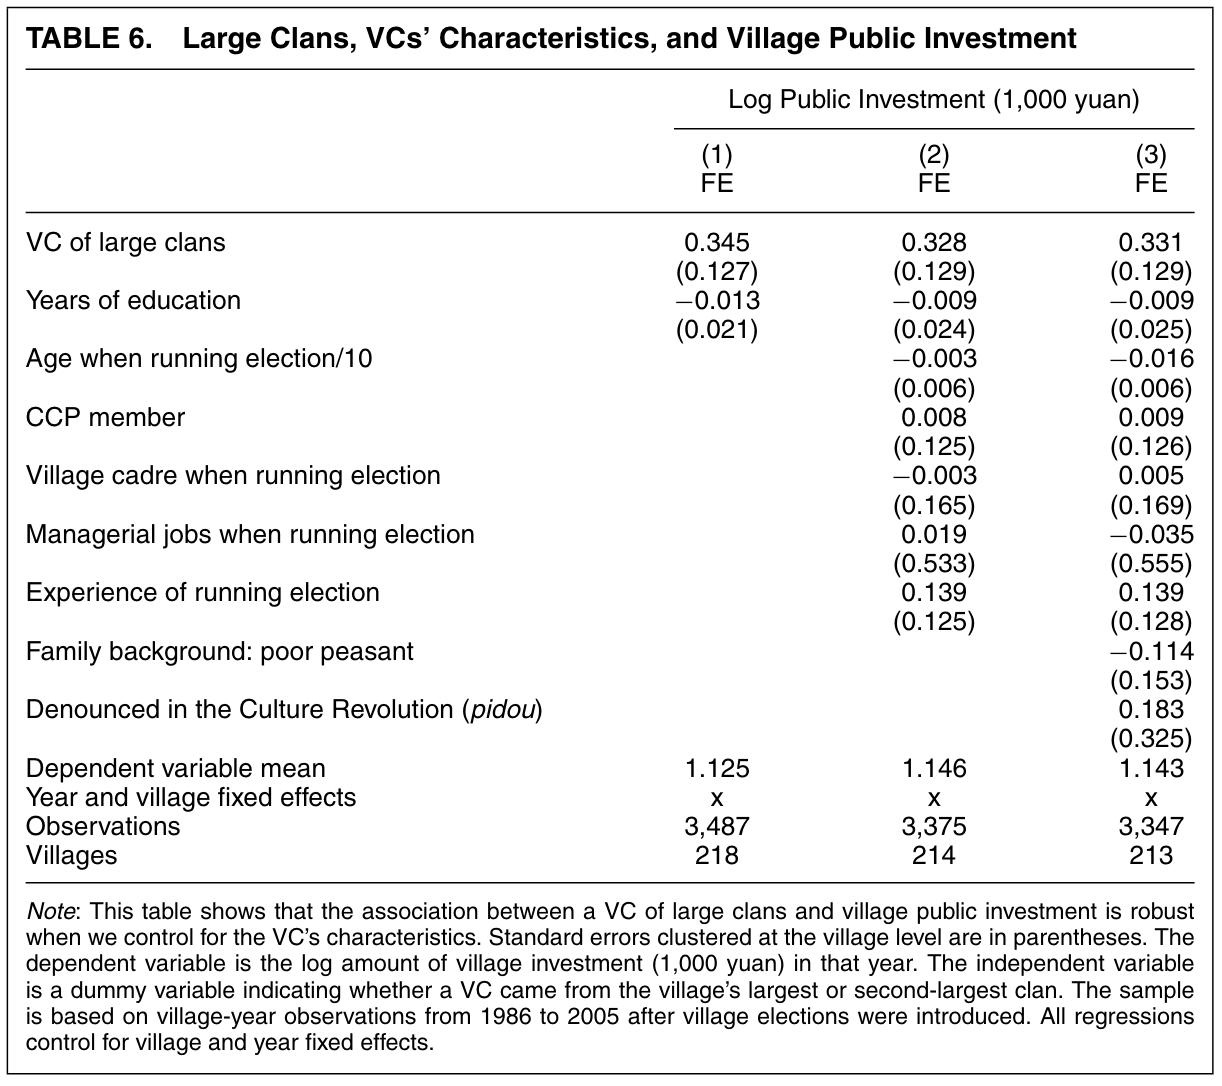 TABLE 6. Large Clans, VCs’ Characteristics, and Village Public Investment
Log Public Investment (1,000 yuan)
(1) (2) (3)
FE FE FE
VC of large clans 0.345 0.328 0.331
(0.127) (0.129) (0.129)
Years of education −0.013 −0.009 −0.009
(0.021) (0.024) (0.025)
Age when running election/10 −0.003 −0.016
(0.006) (0.006)
CCP member 0.008 0.009
(0.125) (0.126)
Village cadre when running election −0.003 0.005
(0.165) (0.169)
Managerial jobs when running election 0.019 −0.035
(0.533) (0.555)
Experience of running election 0.139 0.139
(0.125) (0.128)
Family background: poor peasant −0.114
(0.153)
Denounced in the Culture Revolution (pidou) 0.183
(0.325)
Dependent variable mean 1.125 1.146 1.143
Year and village fixed effects x x x
Observations 3,487 3,375 3,347
Villages 218 214 213
Note: This table shows that the association between a VC of large clans and village public investment is robust
when we control for the VC’s characteristics. Standard errors clustered at the village level are in parentheses. The
dependent variable is the log amount of village investment (1,000 yuan) in that year. The independent variable
is a dummy variable indicating whether a VC came from the village’s largest or second-largest clan. The sample
is based on village-year observations from 1986 to 2005 after village elections were introduced. All regressions
control for village and year fixed effects.